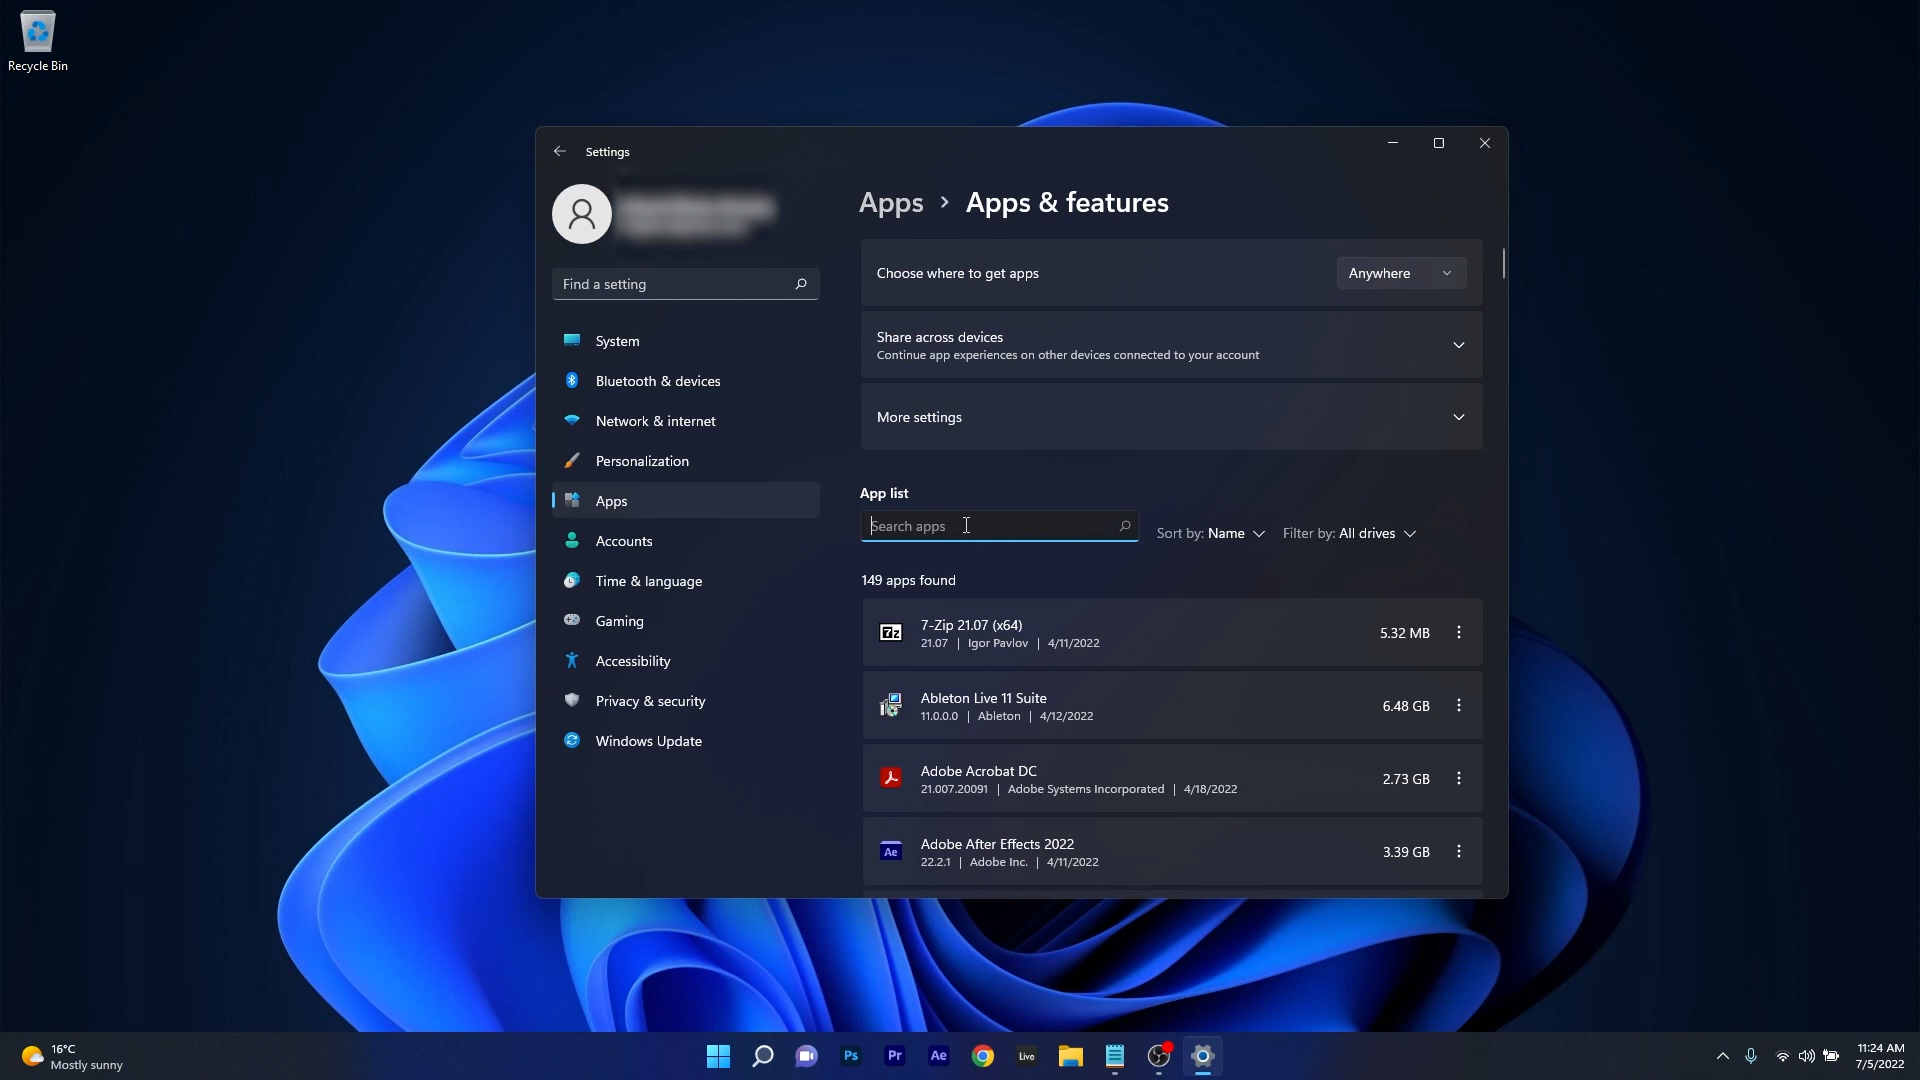 Recycle Bin
Settings
Apps > Apps & features
Find a setting
System
Bluetooth & devices
Network & internet
Personalization
Apps
Accounts
Time & language
Gaming
Accessibility
Privacy & security
Windows Update
Choose where to get apps
Anywhere
Share across devices
Continue app experiences on other devices connected to your account
More settings
App list
Search apps
Sort by: Name
Filter by: All drives
149 apps found
7z
7-Zip 21.07 (x64)
21.07 | Igor Pavlov | 4/11/2022
5.32 MB
Ableton Live 11 Suite
11.0.0.0 | Ableton | 4/12/2022
6.48 GB
Adobe Acrobat DC
21.007.20091 | Adobe Systems Incorporated | 4/18/2022
2.73 GB
Ae
Adobe After Effects 2022
22.2.1 | Adobe Inc. | 4/11/2022
3.39 GB
16°C
Mostly sunny
Ps
Pr
Ae
Live
11:24 AM
7/5/2022